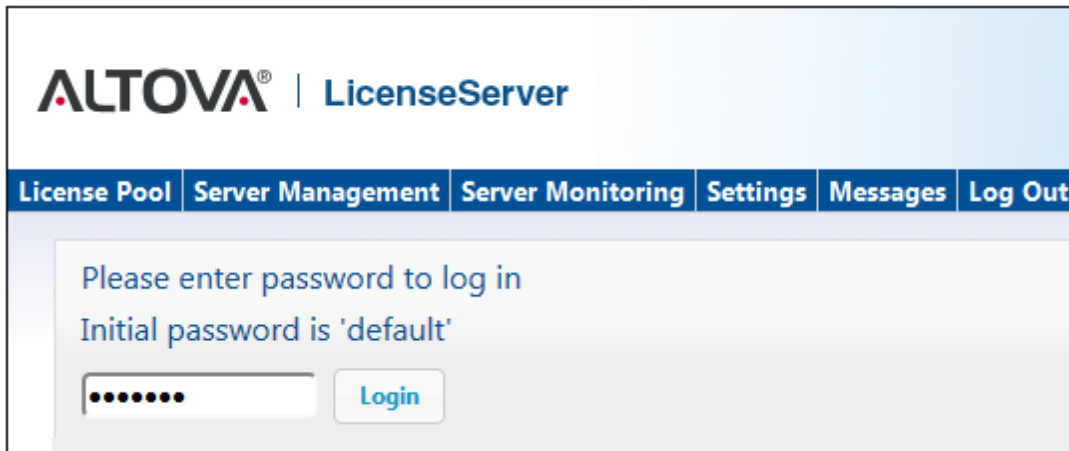 ALTOVA® | LicenseServer
License Pool Server Management Server Monitoring Settings Messages Log Out
Please enter password to log in
Initial password is 'default'
••••••• Login